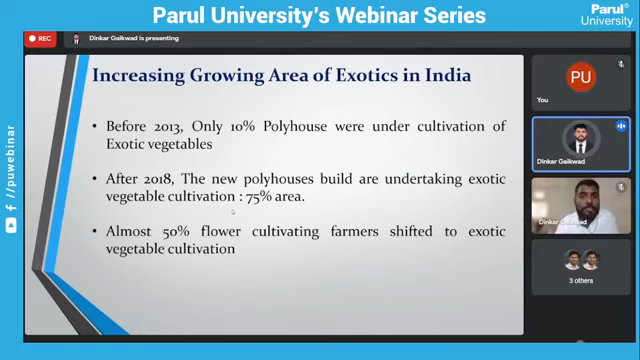 Parul University's Webinar Series
Parul®
University
REC
Dinkar Gaikwad is presenting
Increasing Growing Area of Exotics in India
• Before 2013, Only 10% Polyhouse were under cultivation of
Exotic vegetables
• After 2018, The new polyhouses build are undertaking exotic
vegetable cultivation : 75% area.
• Almost 50% flower cultivating farmers shifted to exotic
vegetable cultivation
PU
You
Dinkar Gaikwad
Dinkar Gaikwad
3 others
/puwebinar